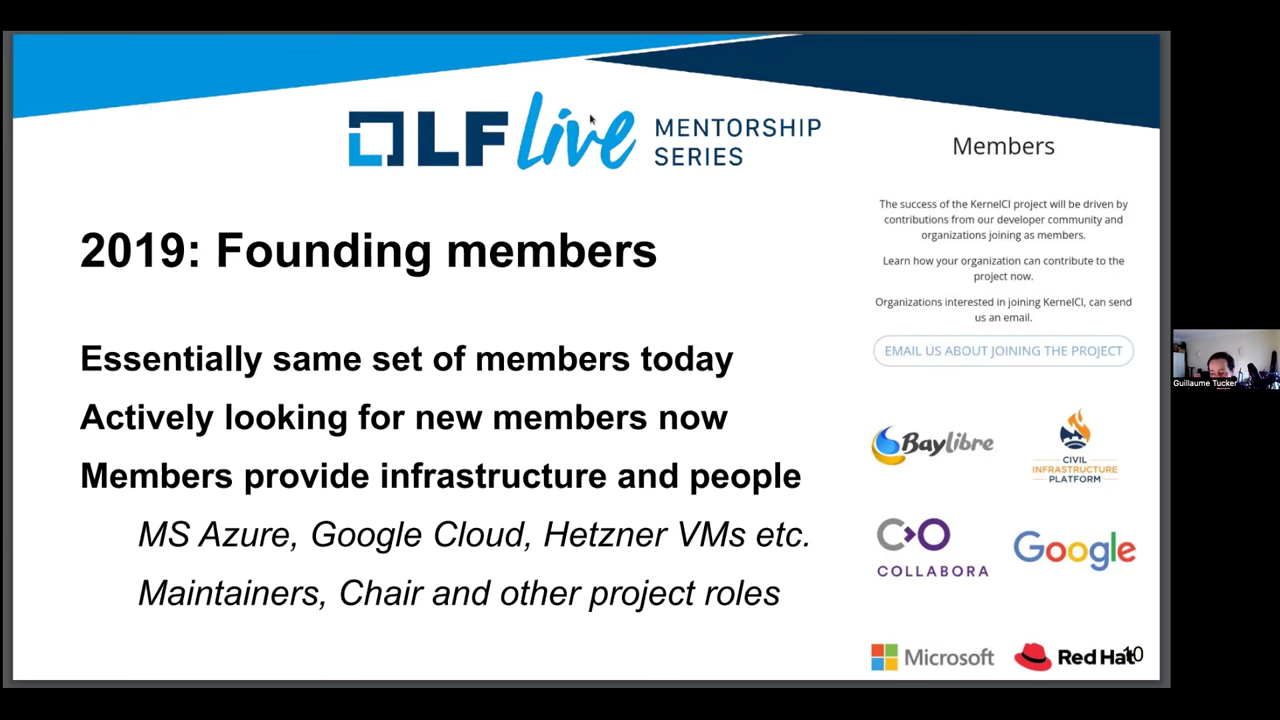 LF live MENTORSHIP
SERIES
2019: Founding members
Essentially same set of members today
Actively looking for new members now
Members provide infrastructure and people
MS Azure, Google Cloud, Hetzner VMs etc.
Maintainers, Chair and other project roles
Members
The success of the KernelCI project will be driven by
contributions from our developer community and
organizations joining as members.
Learn how your organization can contribute to the
project now.
Organizations interested in joining KernelCI, can send
us an email.
EMAIL US ABOUT JOINING THE PROJECT
Baylibre
CIVIL
INFRASTRUCTURE
PLATFORM
COLLABORA
Google
Microsoft
Red Hat
10
Guillaume Tucker